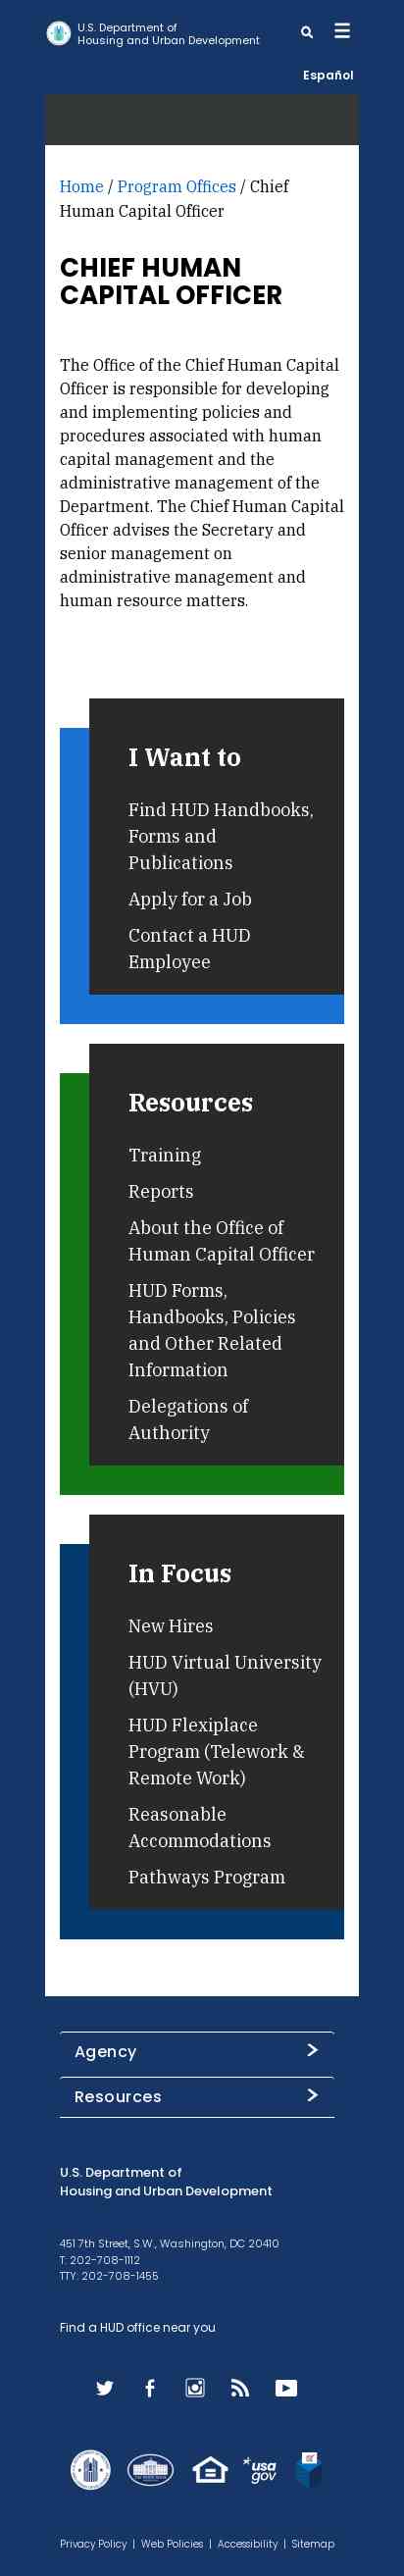 U.S. Department of
Housing and Urban Development
Español
Home / Program Offices / Chief
Human Capital Officer
CHIEF HUMAN
CAPITAL OFFICER
The Office of the Chief Human Capital
Officer is responsible for developing
and implementing policies and
procedures associated with human
capital management and the
administrative management of the
Department. The Chief Human Capital
Officer advises the Secretary and
senior management on
administrative management and
human resource matters.
I Want to
Find HUD Handbooks,
Forms and
Publications
Apply for a Job
Contact a HUD
Employee
Resources
Training
Reports
About the Office of
Human Capital Officer
HUD Forms,
Handbooks, Policies
and Other Related
Information
Delegations of
Authority
In Focus
New Hires
HUD Virtual University
(HVU)
HUD Flexiplace
Program (Telework &
Remote Work)
Reasonable
Accommodations
Pathways Program
Agency
Resources
U.S. Department of
Housing and Urban Development
451 7th Street, S.W., Washington, DC 20410
T: 202-708-1112
TTY: 202-708-1455
Find a HUD office near you
usa
gov
Privacy Policy | Web Policies | Accessibility | Sitemap